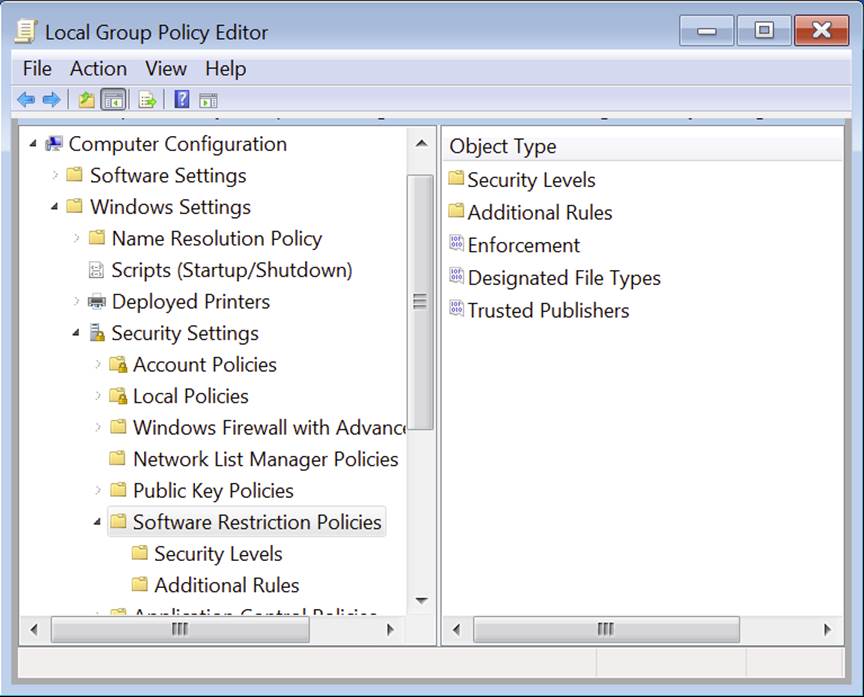 Local Group Policy Editor
File Action View Help
Computer Configuration
Software Settings
Windows Settings
Name Resolution Policy
Scripts (Startup/Shutdown)
Deployed Printers
Security Settings
Account Policies
Local Policies
Windows Firewall with Advance
Network List Manager Policies
Public Key Policies
Software Restriction Policies
Security Levels
Additional Rules
Application Control Policies
Object Type
Security Levels
Additional Rules
Enforcement
Designated File Types
Trusted Publishers